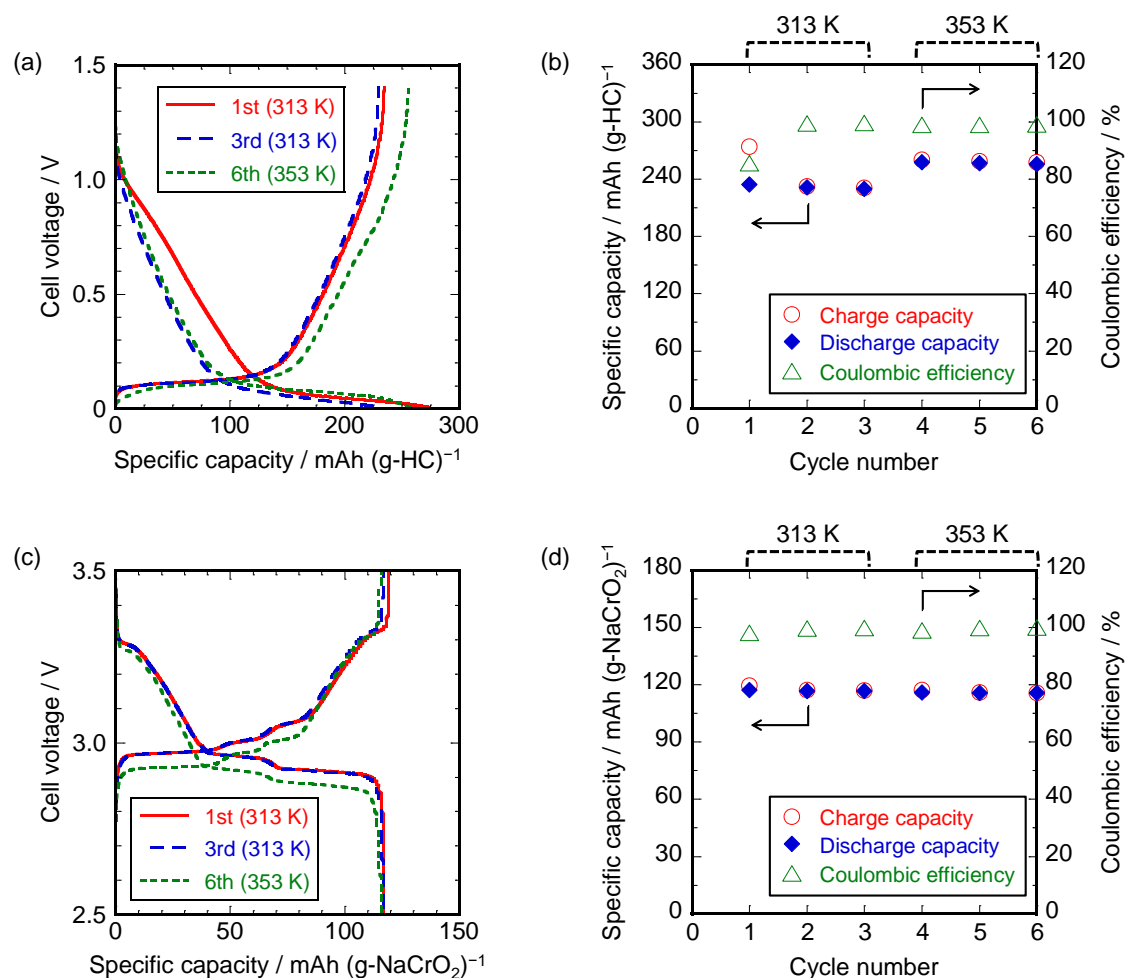 (a)
1.5
1.0
0.5
0
Cell voltage / V
1st (313 K)
3rd (313 K)
6th (353 K)
0 100 200 300
Specific capacity / mAh (g-HC)⁻¹
(b)
313 K 353 K
360
300
240
180
120
60
0
Specific capacity / mAh (g-HC)⁻¹
120
100
80
60
40
20
0
Coulombic efficiency / %
Charge capacity
Discharge capacity
Coulombic efficiency
0 1 2 3 4 5 6
Cycle number
(c)
3.5
3.0
2.5
Cell voltage / V
1st (313 K)
3rd (313 K)
6th (353 K)
0 50 100 150
Specific capacity / mAh (g-NaCrO₂)⁻¹
(d)
313 K 353 K
180
150
120
90
60
30
0
Specific capacity / mAh (g-NaCrO₂)⁻¹
120
100
80
60
40
20
0
Coulombic efficiency / %
Charge capacity
Discharge capacity
Coulombic efficiency
0 1 2 3 4 5 6
Cycle number